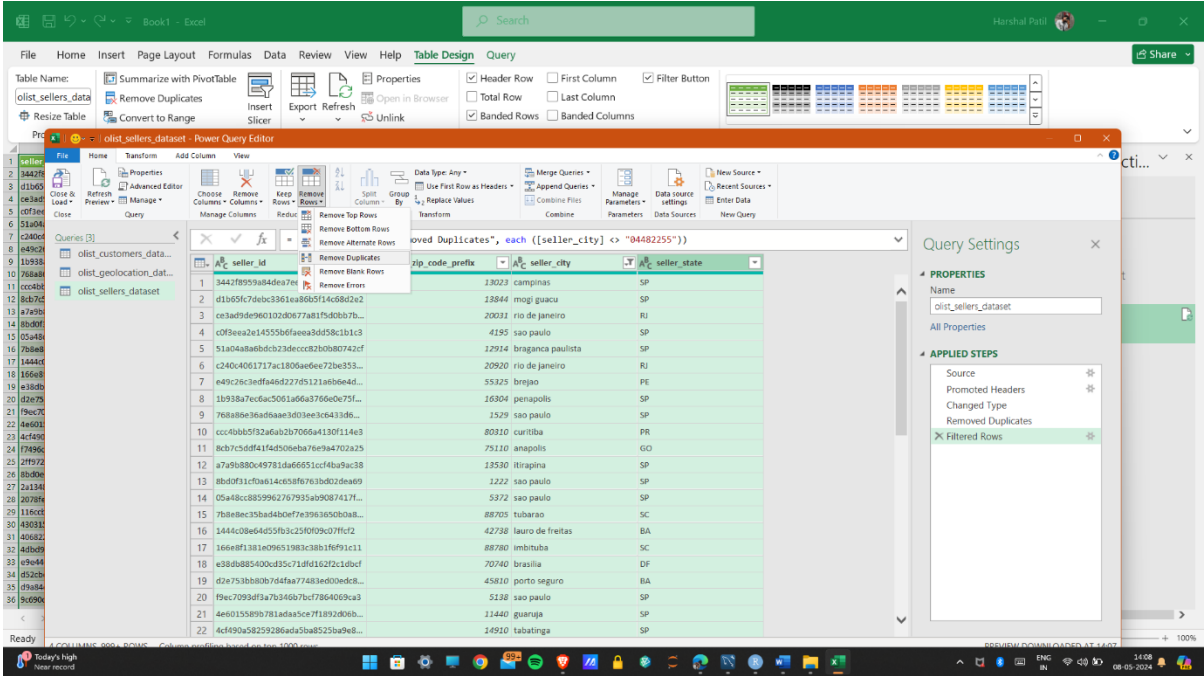 Book1 - Excel
Search
Harshal Patil
File Home Insert Page Layout Formulas Data Review View Help Table Design Query
Share
Table Name:
olist_sellers_data
Resize Table
Summarize with PivotTable
Remove Duplicates
Convert to Range
Insert
Slicer
Export Refresh
Properties
Open in Browser
Unlink
Header Row First Column Filter Button
Total Row Last Column
Banded Rows Banded Columns
olist_sellers_dataset - Power Query Editor
File Home Transform Add Column View
Close &
Load
Refresh
Preview
Properties
Advanced Editor
Manage
Choose
Columns
Remove
Columns
Keep
Rows
Remove
Rows
Split
Column
Group
By
Data Type: Any
Use First Row as Headers
Replace Values
Merge Queries
Append Queries
Combine Files
Manage
Parameters
Data source
settings
New Source
Recent Sources
Enter Data
Close Query Manage Columns Reduc Transform Combine Parameters Data Sources New Query
Remove Top Rows
Remove Bottom Rows
Remove Alternate Rows
Remove Duplicates
Remove Blank Rows
Remove Errors
Queries [3]
olist_customers_data...
olist_geolocation_dat...
olist_sellers_dataset
fx = oved Duplicates", each ([seller_city] <> "04482255"))
seller_id zip_code_prefix seller_city seller_state
1 3442f8959a84dea7e 13023 campinas SP
2 d1b65fc7debc3361ea86b5f14c68d2e2 13844 mogi guacu SP
3 ce3ad9de960102d0677a81f5d0bb7b... 20031 rio de janeiro RJ
4 c0f3eea2e14555b6faeea3dd58c1b1c3 4195 sao paulo SP
5 51a04a8a6bdcb23deccc82b0b80742cf 12914 braganca paulista SP
6 c240c4061717ac1806ae6ee72be353... 20920 rio de janeiro RJ
7 e49c26c3edfa46d227d5121a6b6e4d... 55325 brejao PE
8 1b938a7ec6ac5061a66a3766e0e75f... 16304 penapolis SP
9 768a86e36ad6aae3d03ee3c6433d6... 1529 sao paulo SP
10 ccc4bbb5f32a6ab2b7066a4130f114e3 80310 curitiba PR
11 8cb7c5ddf41f4d506eba76e9a4702a25 75110 anapolis GO
12 a7a9b880c49781da66651ccf4ba9ac38 13530 itirapina SP
13 8bd0f31cf0a614c658f6763bd02dea69 1222 sao paulo SP
14 05a48cc8859962767935ab9087417f... 5372 sao paulo SP
15 7b8e8ec35bad4b0ef7e3963650b0a8... 88705 tubarao SC
16 1444c08e64d55fb3c25f0f09c07ffcf2 42738 lauro de freitas BA
17 166e8f1381e09651983c38b1f6f91c11 88780 imbituba SC
18 e38db885400cd35c71dfd162f2c1dbcf 70740 brasilia DF
19 d2e753bb80b7d4faa77483ed00edc8... 45810 porto seguro BA
20 f9ec7093df3a7b346b7bcf7864069ca3 5138 sao paulo SP
21 4e6015589b781adaa5ce7f1892d06b... 11440 guaruja SP
22 4cf490a58259286ada5ba8525ba9e8... 14910 tabatinga SP
Query Settings
PROPERTIES
Name
olist_sellers_dataset
All Properties
APPLIED STEPS
Source
Promoted Headers
Changed Type
Removed Duplicates
Filtered Rows
Ready
100%
Today's high
Near record
99+
ENG
IN
14:08
08-05-2024